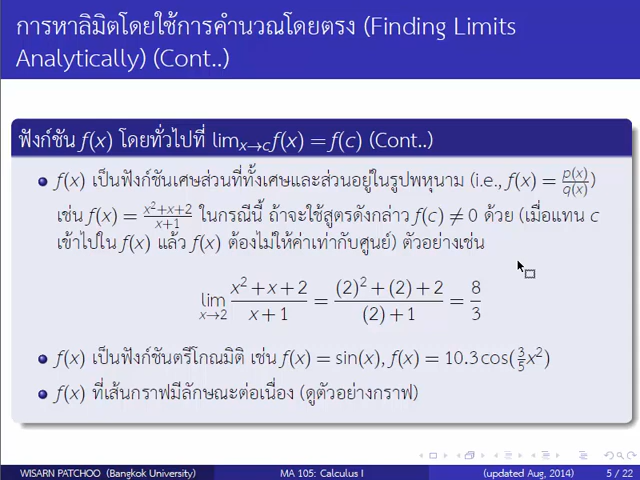 การหาลิมิตโดยใช้การคำนวณโดยตรง (Finding Limits
Analytically) (Cont..)
ฟังก์ชัน f(x) โดยทั่วไปที่ lim_{x→c} f(x) = f(c) (Cont..)
f(x) เป็นฟังก์ชันเศษส่วนที่ทั้งเศษและส่วนอยู่ในรูปพหุนาม (i.e., f(x) = p(x)/q(x))
เช่น f(x) = (x²+x+2)/(x+1) ในกรณีนี้ ถ้าจะใช้สูตรดังกล่าว f(c) ≠ 0 ด้วย (เมื่อแทน c
เข้าไปใน f(x) แล้ว f(x) ต้องไม่ให้ค่าเท่ากับศูนย์) ตัวอย่างเช่น
lim_{x→2} (x² + x + 2)/(x + 1) = ((2)² + (2) + 2)/((2) + 1) = 8/3
f(x) เป็นฟังก์ชันตรีโกณมิติ เช่น f(x) = sin(x), f(x) = 10.3cos(3/5x²)
f(x) ที่เส้นกราฟมีลักษณะต่อเนื่อง (ดูตัวอย่างกราฟ)
WISARN PATCHOO (Bangkok University) MA 105: Calculus I (updated Aug, 2014) 5 / 22